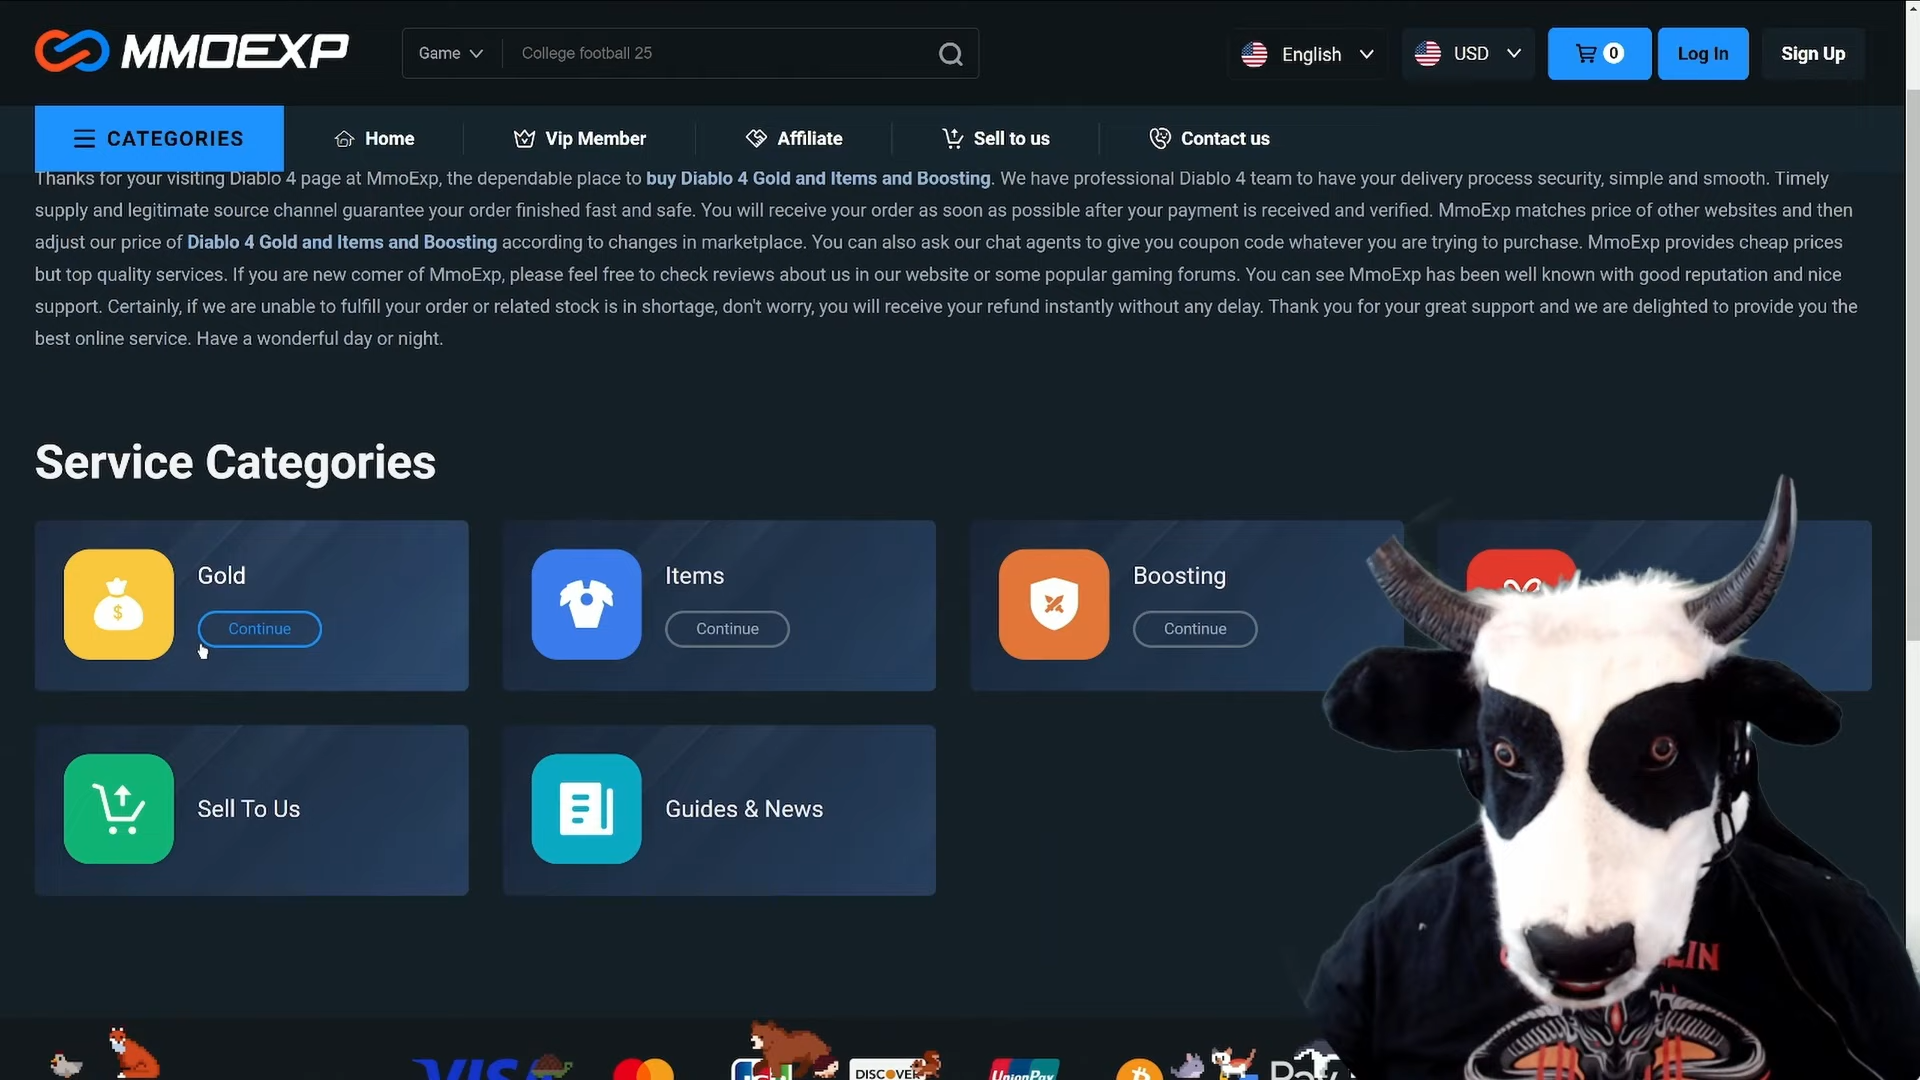 MMOEXP
Game
College football 25
English
USD
0
Log In
Sign Up
CATEGORIES
Home
Vip Member
Affiliate
Sell to us
Contact us
Thanks for your visiting Diablo 4 page at MmoExp, the dependable place to buy Diablo 4 Gold and Items and Boosting. We have professional Diablo 4 team to have your delivery process security, simple and smooth. Timely
supply and legitimate source channel guarantee your order finished fast and safe. You will receive your order as soon as possible after your payment is received and verified. MmoExp matches price of other websites and then
adjust our price of Diablo 4 Gold and Items and Boosting according to changes in marketplace. You can also ask our chat agents to give you coupon code whatever you are trying to purchase. MmoExp provides cheap prices
but top quality services. If you are new comer of MmoExp, please feel free to check reviews about us in our website or some popular gaming forums. You can see MmoExp has been well known with good reputation and nice
support. Certainly, if we are unable to fulfill your order or related stock is in shortage, don't worry, you will receive your refund instantly without any delay. Thank you for your great support and we are delighted to provide you the
best online service. Have a wonderful day or night.
Service Categories
Gold
Continue
Items
Continue
Boosting
Continue
Sell To Us
Guides & News
VISA
DISCOVER
UnionPay